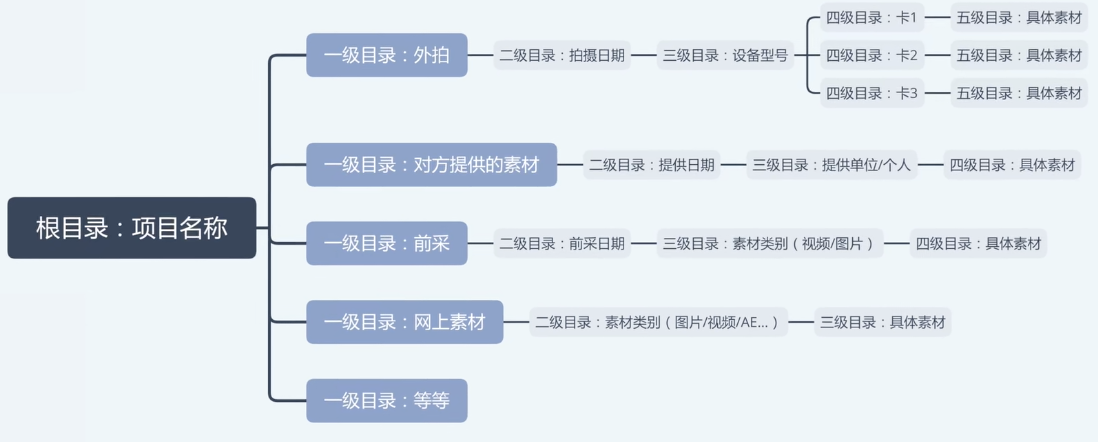 根目录：项目名称
一级目录：外拍
二级目录：拍摄日期
三级目录：设备型号
四级目录：卡1
五级目录：具体素材
四级目录：卡2
五级目录：具体素材
四级目录：卡3
五级目录：具体素材
一级目录：对方提供的素材
二级目录：提供日期
三级目录：提供单位/个人
四级目录：具体素材
一级目录：前采
二级目录：前采日期
三级目录：素材类别（视频/图片）
四级目录：具体素材
一级目录：网上素材
二级目录：素材类别（图片/视频/AE...）
三级目录：具体素材
一级目录：等等